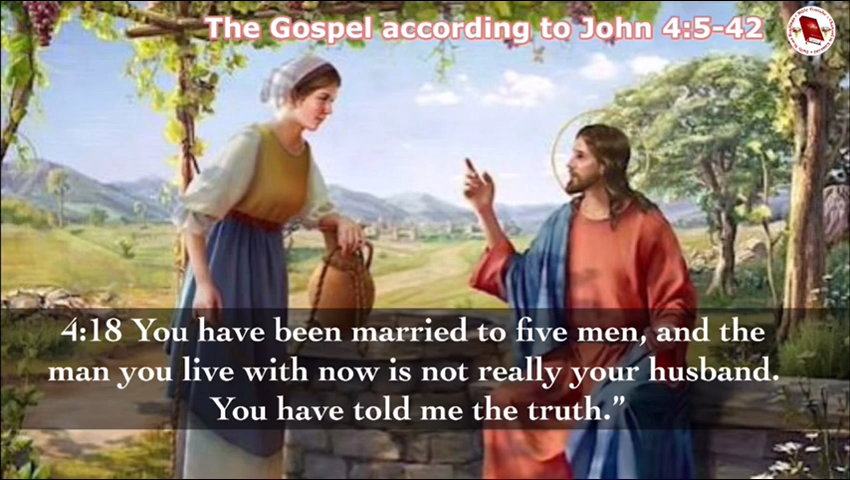 The Gospel according to John 4:5-42
4:18 You have been married to five men, and the
man you live with now is not really your husband.
You have told me the truth.”